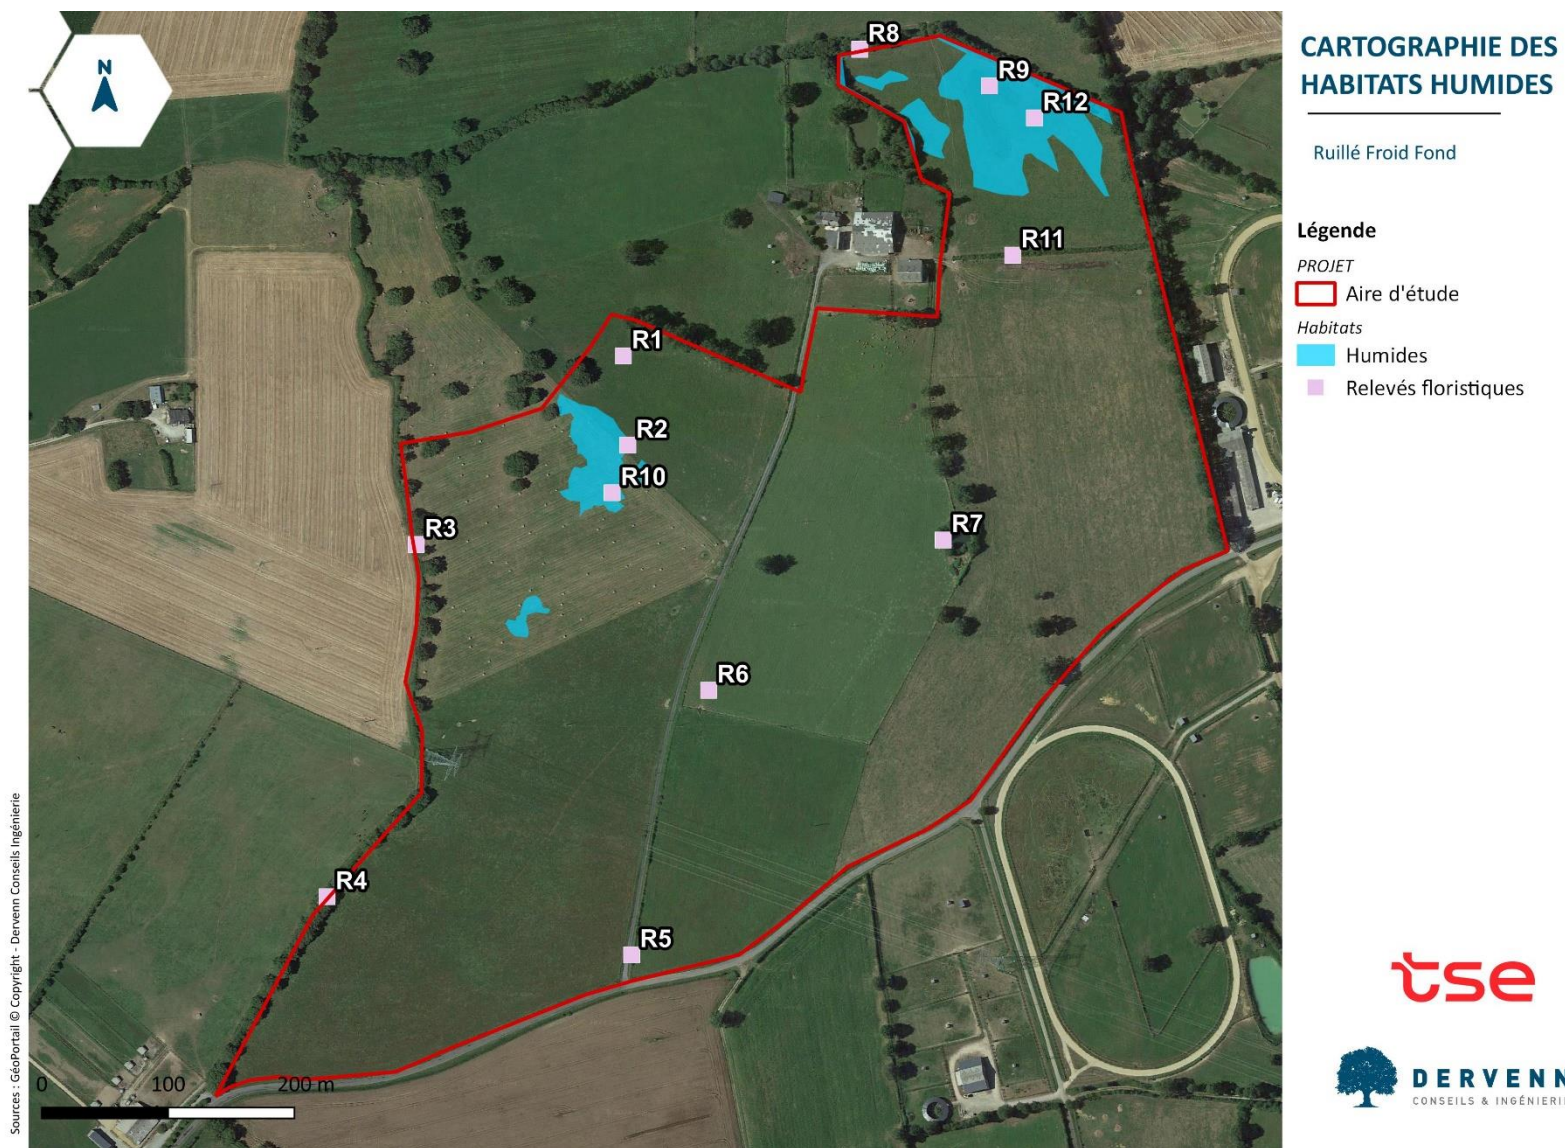 N
R8
R9
R12
R11
R1
R2
R10
R3
R7
R6
R4
R5
0 100 200 m
Sources : GéoPortail © Copyright - Dervenn Conseils Ingénierie
CARTOGRAPHIE DES
HABITATS HUMIDES
Ruillé Froid Fond
Légende
PROJET
Aire d'étude
Habitats
Humides
Relevés floristiques
tse
DERVENN
CONSEILS & INGÉNIERI